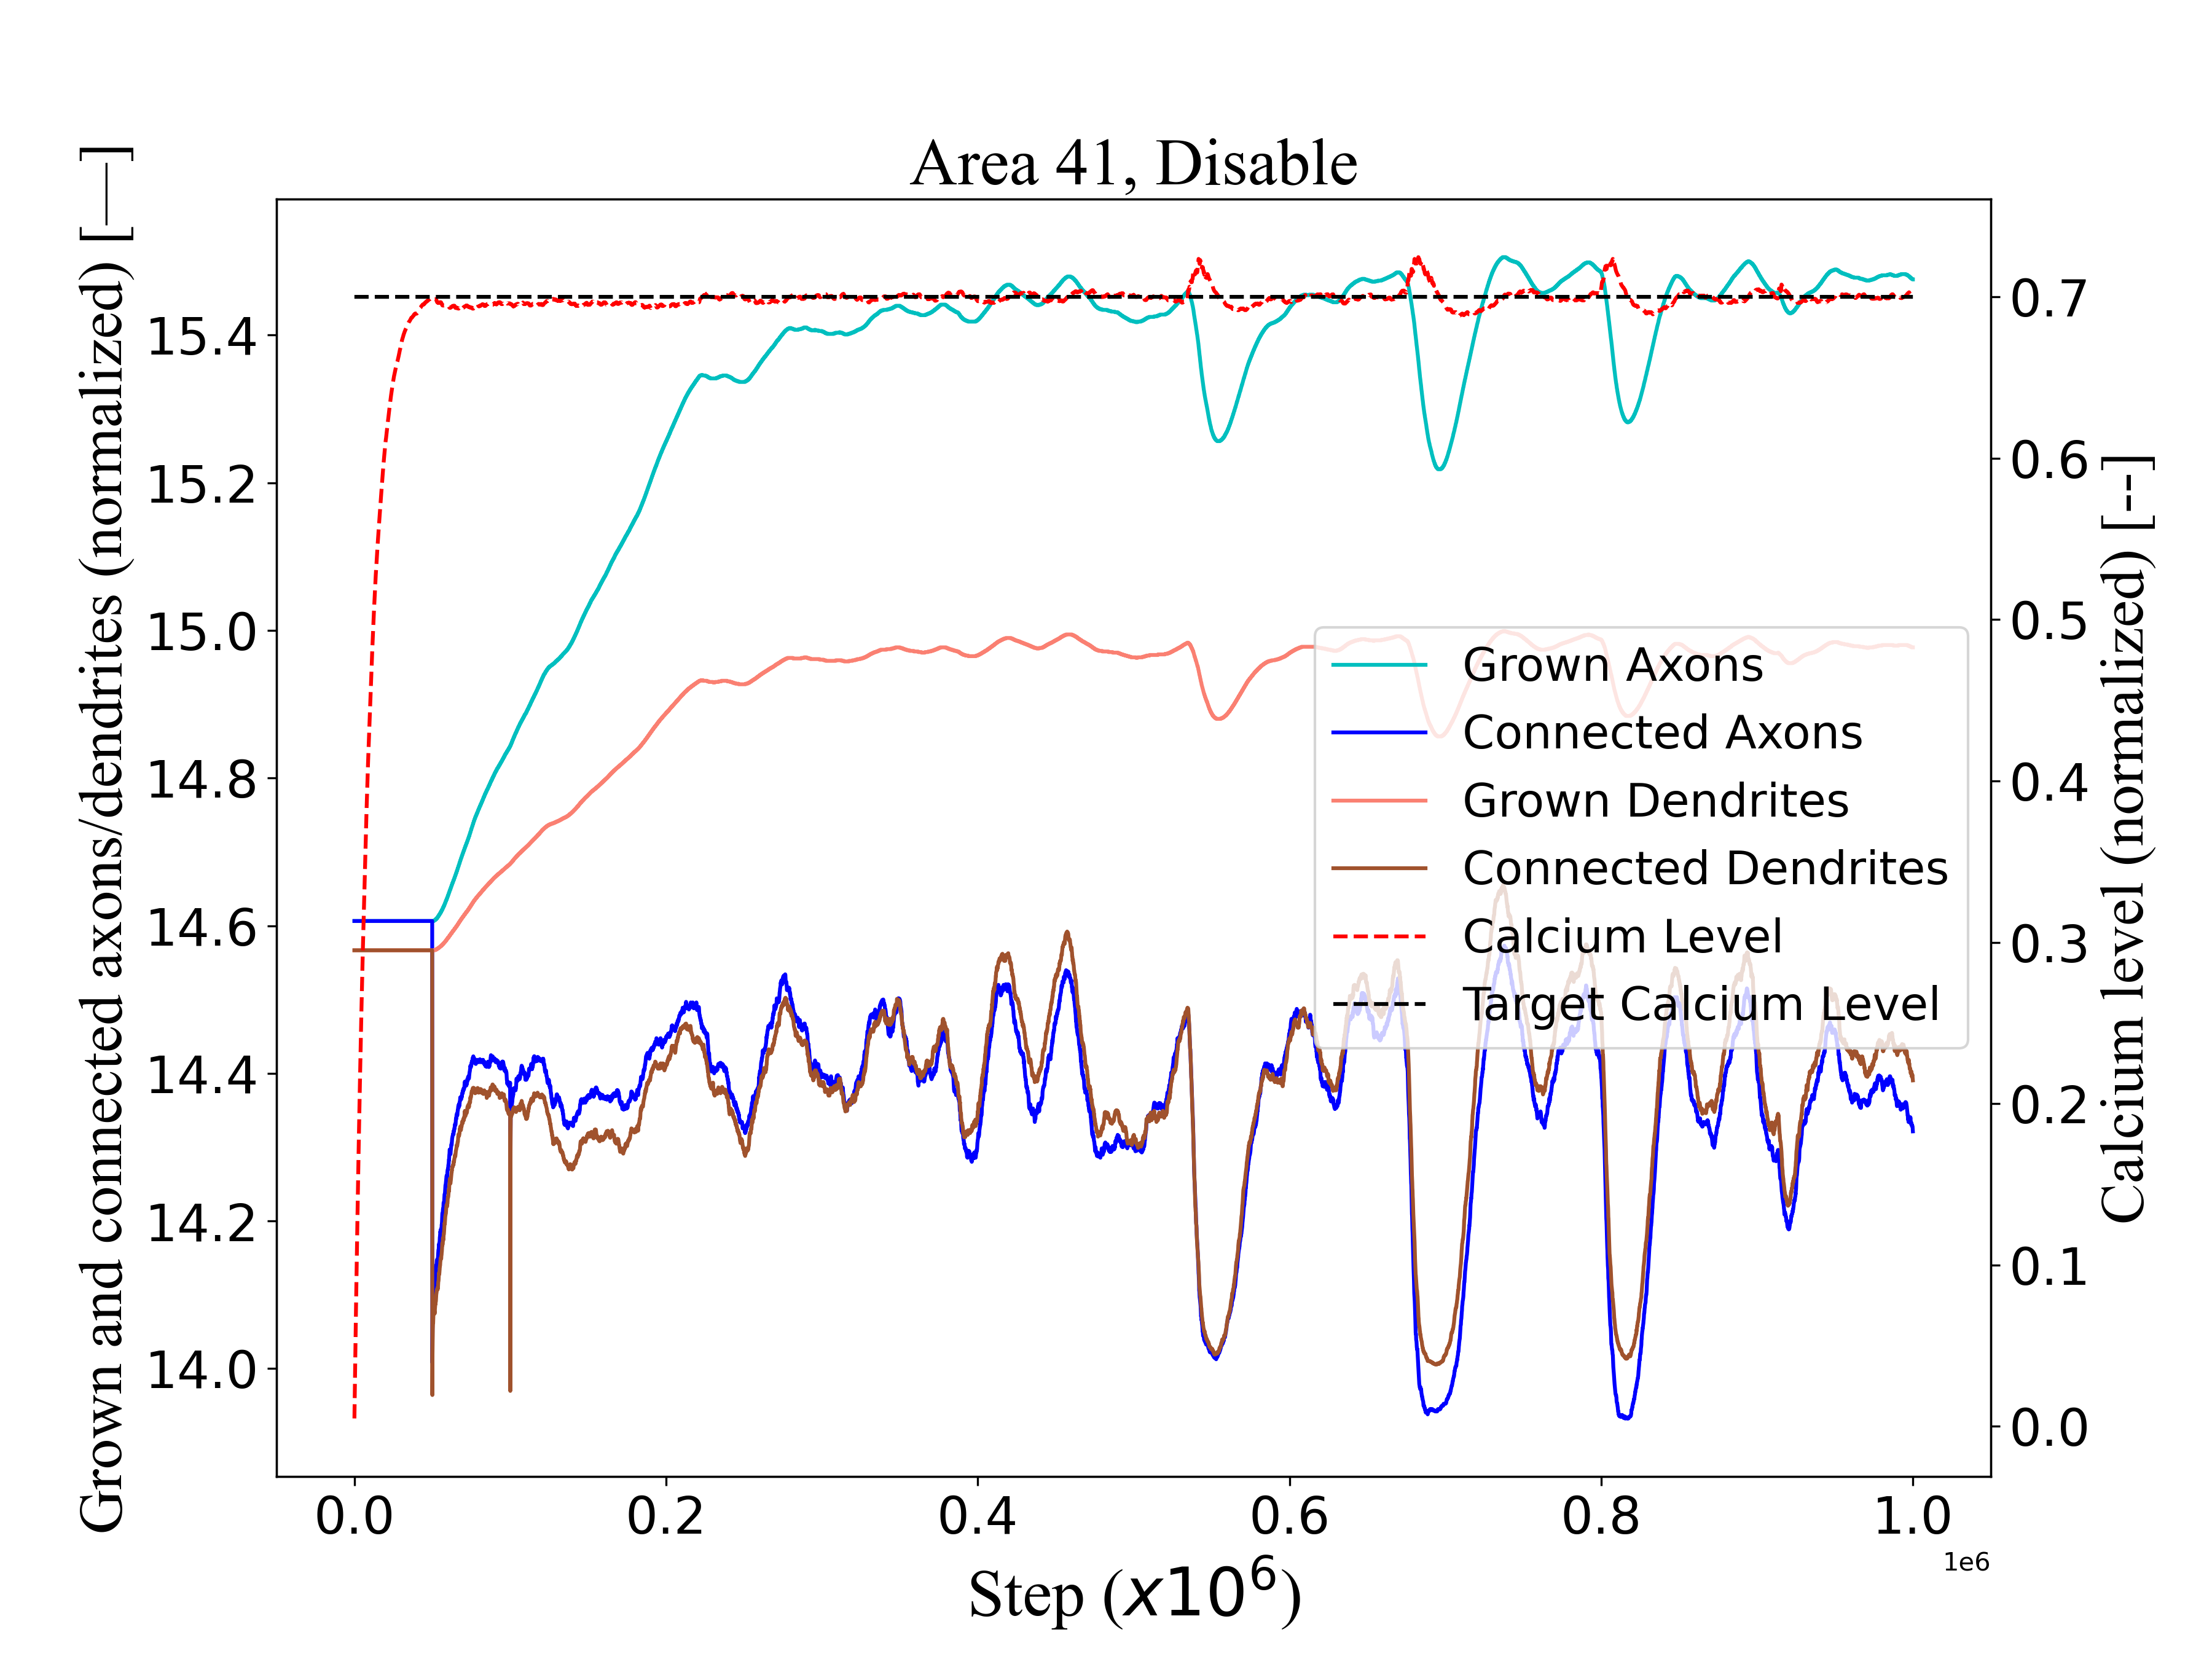 Area 41, Disable
Grown and connected axons/dendrites (normalized) [—]
15.4
15.2
15.0
14.8
14.6
14.4
14.2
14.0
Grown Axons
Connected Axons
Grown Dendrites
Connected Dendrites
Calcium Level
Target Calcium Level
0.7
0.6
0.5
0.4
0.3
0.2
0.1
0.0
Calcium level (normalized) [--]
0.0 0.2 0.4 0.6 0.8 1.0
1e6
Step (x10⁶)